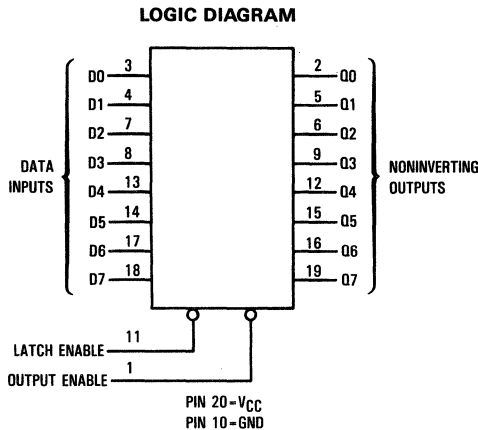 LOGIC DIAGRAM
D0 3 2 Q0
D1 4 5 Q1
D2 7 6 Q2
D3 8 9 Q3
D4 13 12 Q4
D5 14 15 Q5
D6 17 16 Q6
D7 18 19 Q7
DATA
INPUTS
NONINVERTING
OUTPUTS
LATCH ENABLE 11
OUTPUT ENABLE 1
PIN 20=VCC
PIN 10=GND